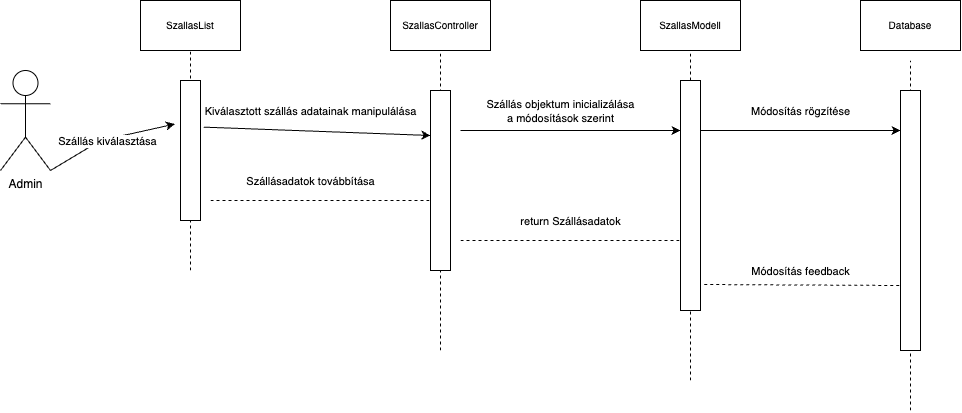 SzallasList
SzallasController
SzallasModell
Database
Kiválasztott szállás adatainak manipulálása
Szállás objektum inicializálása
a módosítások szerint
Módosítás rögzítése
Szállás kiválasztása
Admin
Szállásadatok továbbítása
return Szállásadatok
Módosítás feedback